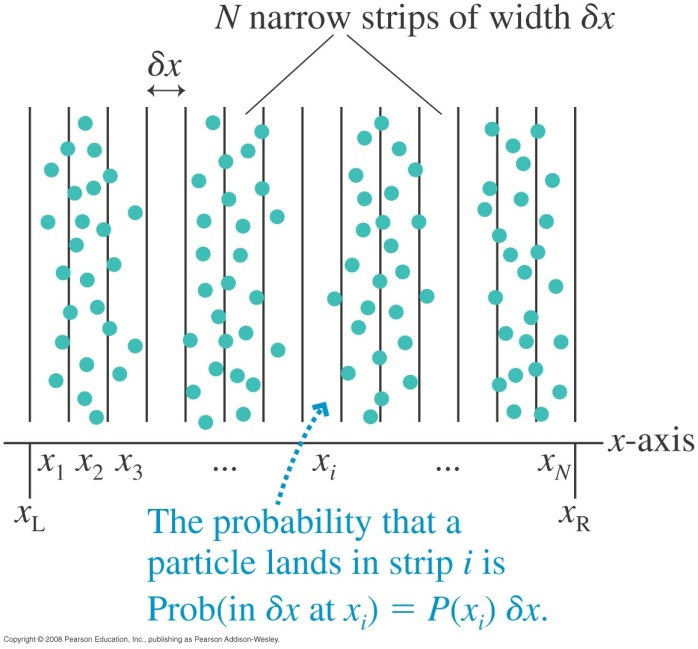 N narrow strips of width δx
δx
x-axis
x₁ x₂ x₃ ... xᵢ ... x_N
x_L x_R
The probability that a
particle lands in strip i is
Prob(in δx at xᵢ) = P(xᵢ) δx.
Copyright © 2008 Pearson Education, Inc., publishing as Pearson Addison-Wesley.